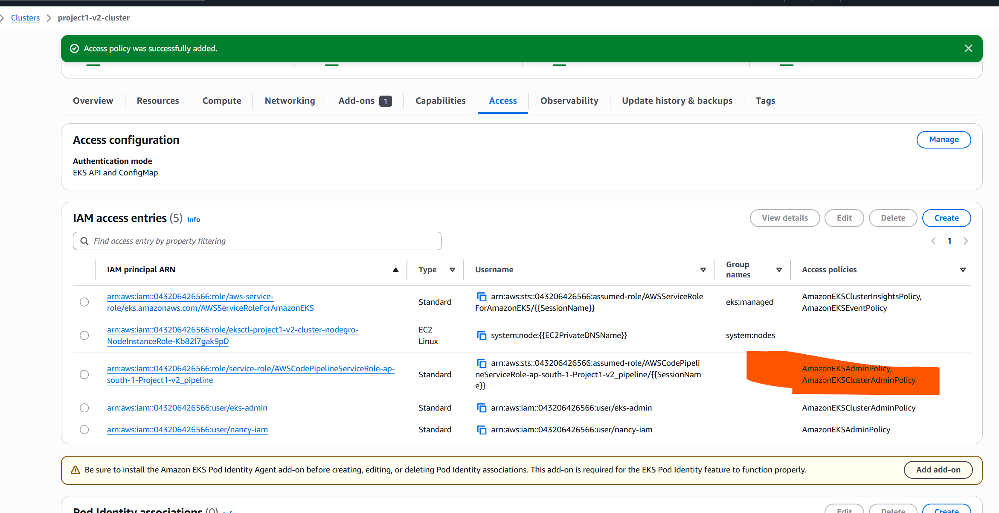 Clusters project1-v2-cluster
Access policy was successfully added.
Overview Resources Compute Networking Add-ons 1 Capabilities Access Observability Update history & backups Tags
Access configuration Manage
Authentication mode
EKS API and ConfigMap
IAM access entries (5) Info View details Edit Delete Create
Find access entry by property filtering 1
IAM principal ARN Type Username Group names Access policies
arn:aws:iam::043206426566:role/aws-service-
role/eks.amazonaws.com/AWSServiceRoleForAmazonEKS
Standard
arn:aws:sts::043206426566:assumed-role/AWSServiceRole
ForAmazonEKS/{{SessionName}}
eks:managed
AmazonEKSClusterInsightsPolicy,
AmazonEKSEventPolicy
arn:aws:iam::043206426566:role/eksctl-project1-v2-cluster-nodegro-
NodeInstanceRole-Kb82l7gak9pD
EC2
Linux
system:node:{{EC2PrivateDNSName}}
system:nodes
arn:aws:iam::043206426566:role/service-role/AWSCodePipelineServiceRole-ap-
south-1-Project1-v2_pipeline
Standard
arn:aws:sts::043206426566:assumed-role/AWSCodePipeli
neServiceRole-ap-south-1-Project1-v2_pipeline/{{SessionNam
e}}
AmazonEKSAdminPolicy,
AmazonEKSClusterAdminPolicy
arn:aws:iam::043206426566:user/eks-admin Standard arn:aws:iam::043206426566:user/eks-admin AmazonEKSClusterAdminPolicy
arn:aws:iam::043206426566:user/nancy-iam Standard arn:aws:iam::043206426566:user/nancy-iam AmazonEKSAdminPolicy
Be sure to install the Amazon EKS Pod Identity Agent add-on before creating, editing, or deleting Pod Identity associations. This add-on is required for the EKS Pod Identity feature to function properly. Add add-on
Pod Identity associations (0) Info Edit Delete Create